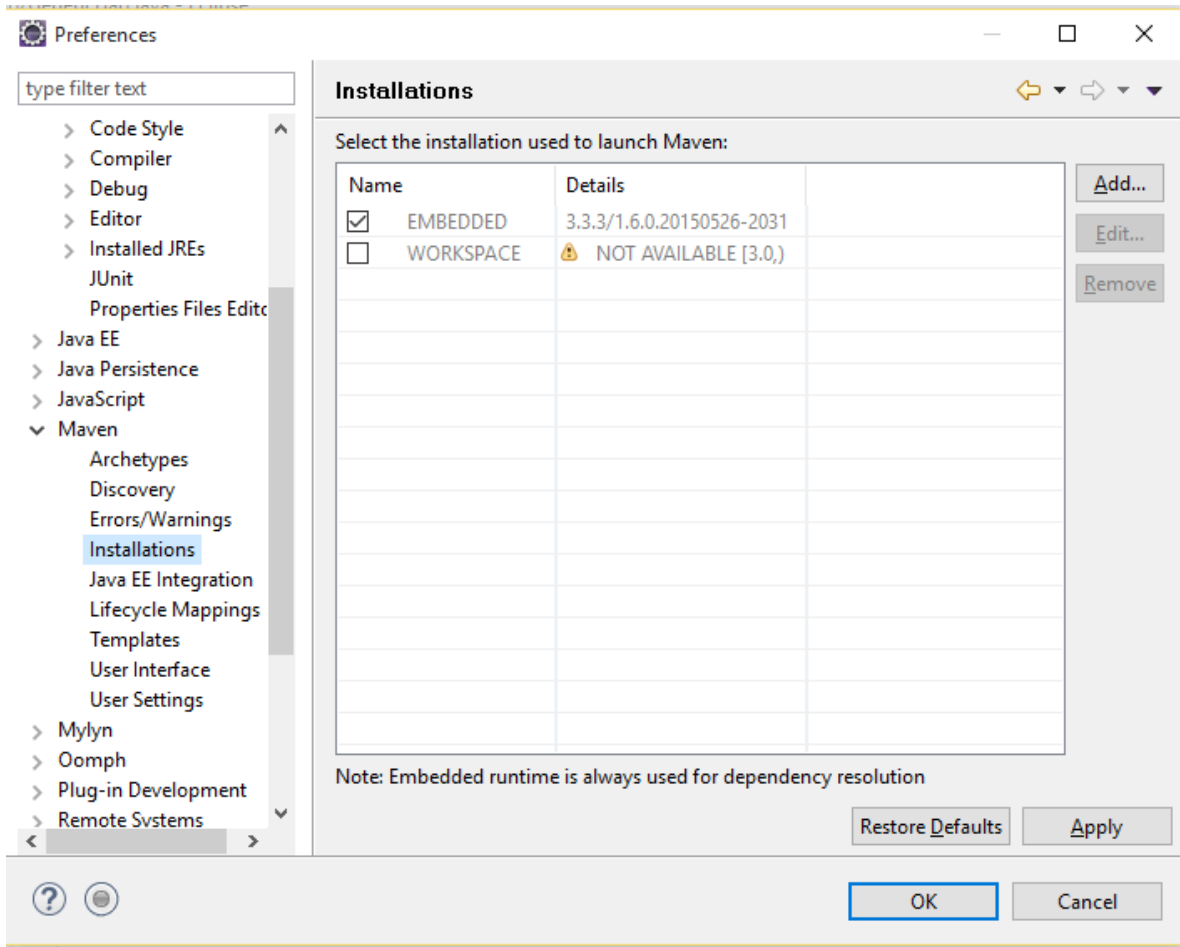 Preferences
type filter text
Code Style
Compiler
Debug
Editor
Installed JREs
JUnit
Properties Files Edito
Java EE
Java Persistence
JavaScript
Maven
Archetypes
Discovery
Errors/Warnings
Installations
Java EE Integration
Lifecycle Mappings
Templates
User Interface
User Settings
Mylyn
Oomph
Plug-in Development
Remote Systems
Installations
Select the installation used to launch Maven:
Name Details
EMBEDDED 3.3.3/1.6.0.20150526-2031
WORKSPACE NOT AVAILABLE [3.0,)
Add...
Edit...
Remove
Note: Embedded runtime is always used for dependency resolution
Restore Defaults Apply
OK Cancel